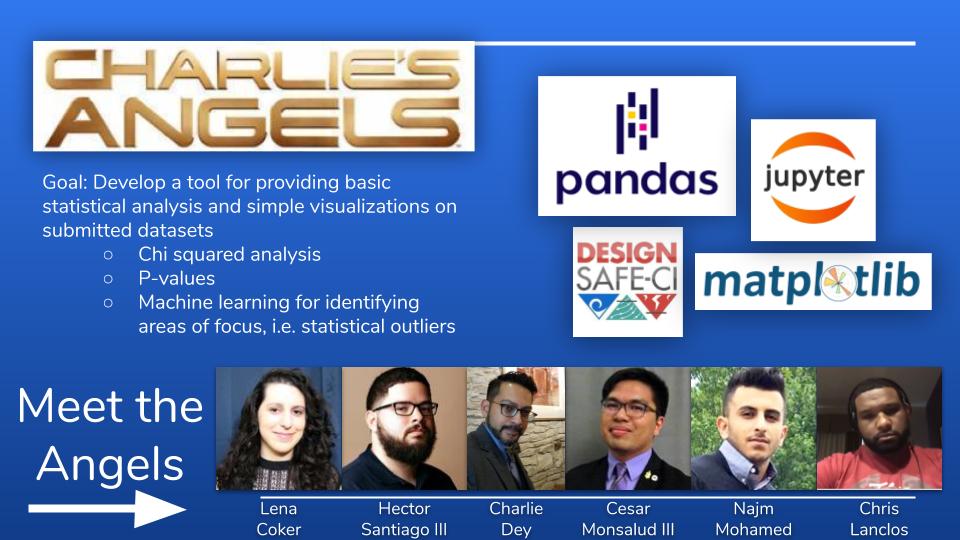 CHARLIE'S
ANGELS
Goal: Develop a tool for providing basic
statistical analysis and simple visualizations on
submitted datasets
○ Chi squared analysis
○ P-values
○ Machine learning for identifying
areas of focus, i.e. statistical outliers
pandas
jupyter
DESIGN
SAFE-CI
matplotlib
Meet the
Angels
Lena
Coker
Hector
Santiago III
Charlie
Dey
Cesar
Monsalud III
Najm
Mohamed
Chris
Lanclos